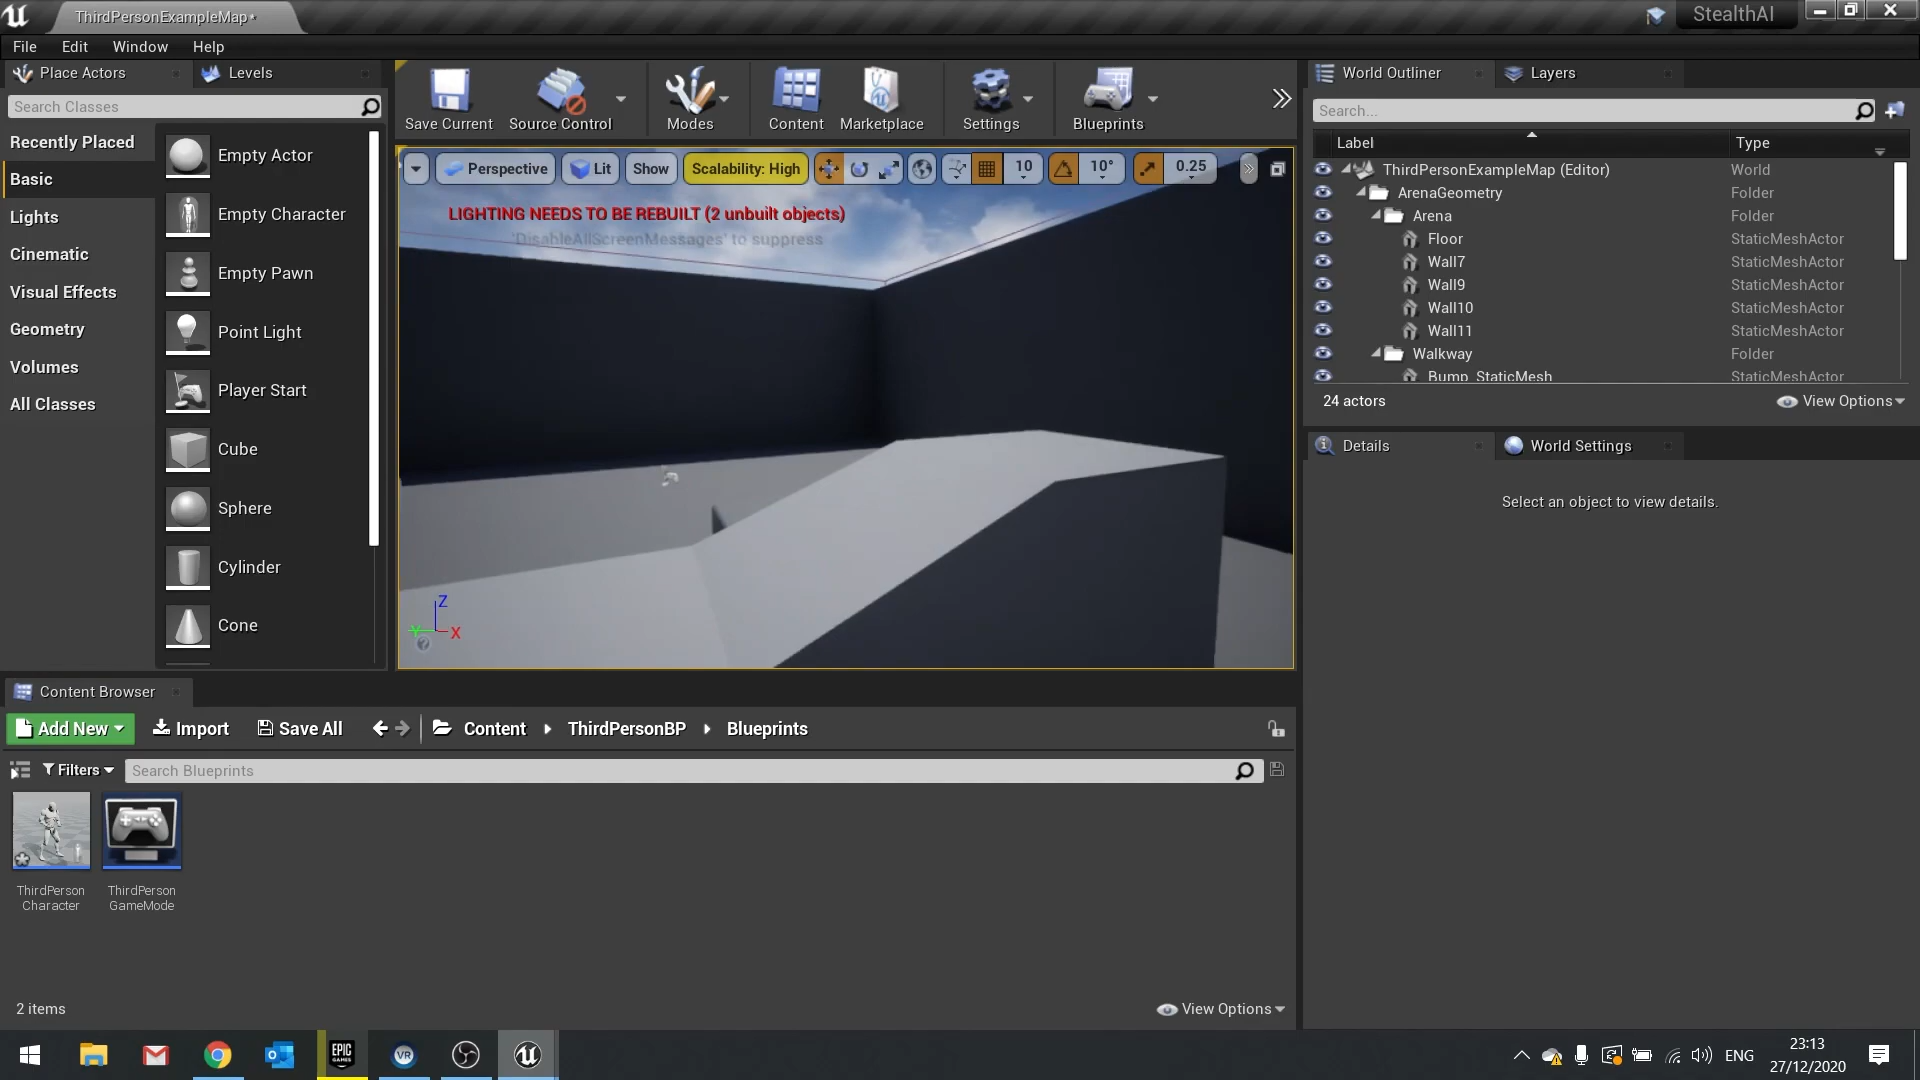 ThirdPersonExampleMap*
StealthAI
File Edit Window Help
Place Actors
Levels
Search Classes
Recently Placed
Basic
Lights
Cinematic
Visual Effects
Geometry
Volumes
All Classes
Empty Actor
Empty Character
Empty Pawn
Point Light
Player Start
Cube
Sphere
Cylinder
Cone
Save Current
Source Control
Modes
Content
Marketplace
Settings
Blueprints
Perspective
Lit
Show
Scalability: High
10
10°
0.25
LIGHTING NEEDS TO BE REBUILT (2 unbuilt objects)
'DisableAllScreenMessages' to suppress
Z
Y
X
World Outliner
Layers
Search...
Label Type
ThirdPersonExampleMap (Editor) World
ArenaGeometry Folder
Arena Folder
Floor StaticMeshActor
Wall7 StaticMeshActor
Wall9 StaticMeshActor
Wall10 StaticMeshActor
Wall11 StaticMeshActor
Walkway Folder
Bump_StaticMesh StaticMeshActor
24 actors
View Options
Details
World Settings
Select an object to view details.
Content Browser
Add New
Import
Save All
Content
ThirdPersonBP
Blueprints
Filters
Search Blueprints
ThirdPerson
Character
ThirdPerson
GameMode
2 items
View Options
EPIC
GAMES
VR
ENG
23:13
27/12/2020